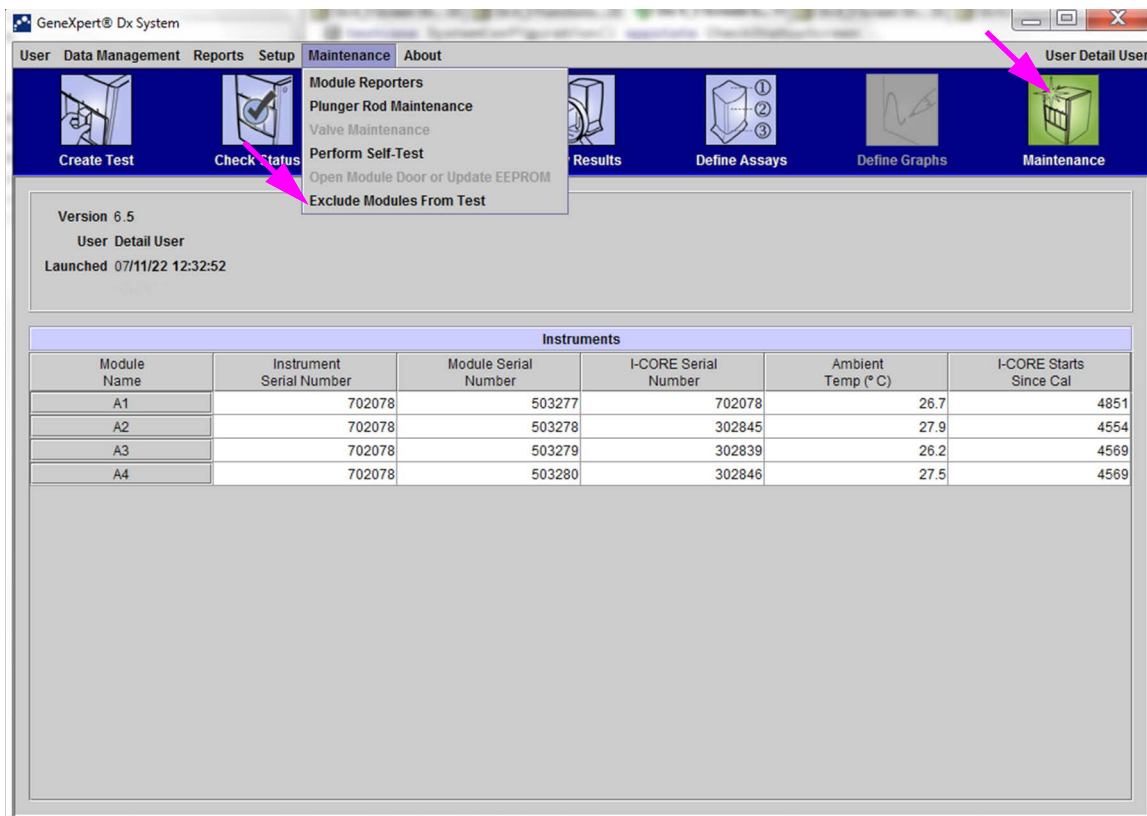 GeneXpert® Dx System
User Data Management Reports Setup Maintenance About User Detail User
Module Reporters
Plunger Rod Maintenance
Valve Maintenance
Perform Self-Test
Open Module Door or Update EEPROM
Exclude Modules From Test
Create Test Check Status Results Define Assays Define Graphs Maintenance
1
2
3
Version 6.5
User Detail User
Launched 07/11/22 12:32:52
Instruments
Module Name Instrument Serial Number Module Serial Number I-CORE Serial Number Ambient Temp (° C) I-CORE Starts Since Cal
A1 702078 503277 702078 26.7 4851
A2 702078 503278 302845 27.9 4554
A3 702078 503279 302839 26.2 4569
A4 702078 503280 302846 27.5 4569